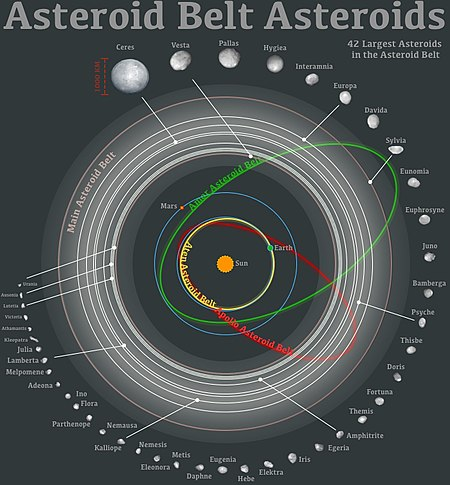 Asteroid Belt Asteroids
42 Largest Asteroids
in the Asteroid Belt
Ceres
Vesta
Pallas
Hygiea
Interamnia
1000 km
Europa
Davida
Sylvia
Eunomia
Euphrosyne
Juno
Bamberga
Psyche
Thisbe
Doris
Fortuna
Themis
Amphitrite
Egeria
Iris
Elektra
Hebe
Eugenia
Daphne
Metis
Eleonora
Nemesis
Kalliope
Nemausa
Parthenope
Flora
Ino
Adeona
Melpomene
Lamberta
Julia
Kleopatra
Athamantis
Victoria
Lutetia
Ausonia
Urania
Main Asteroid Belt
Amor Asteroid Belt
Mars
Earth
Sun
Aten Asteroid Belt
Apollo Asteroid Belt